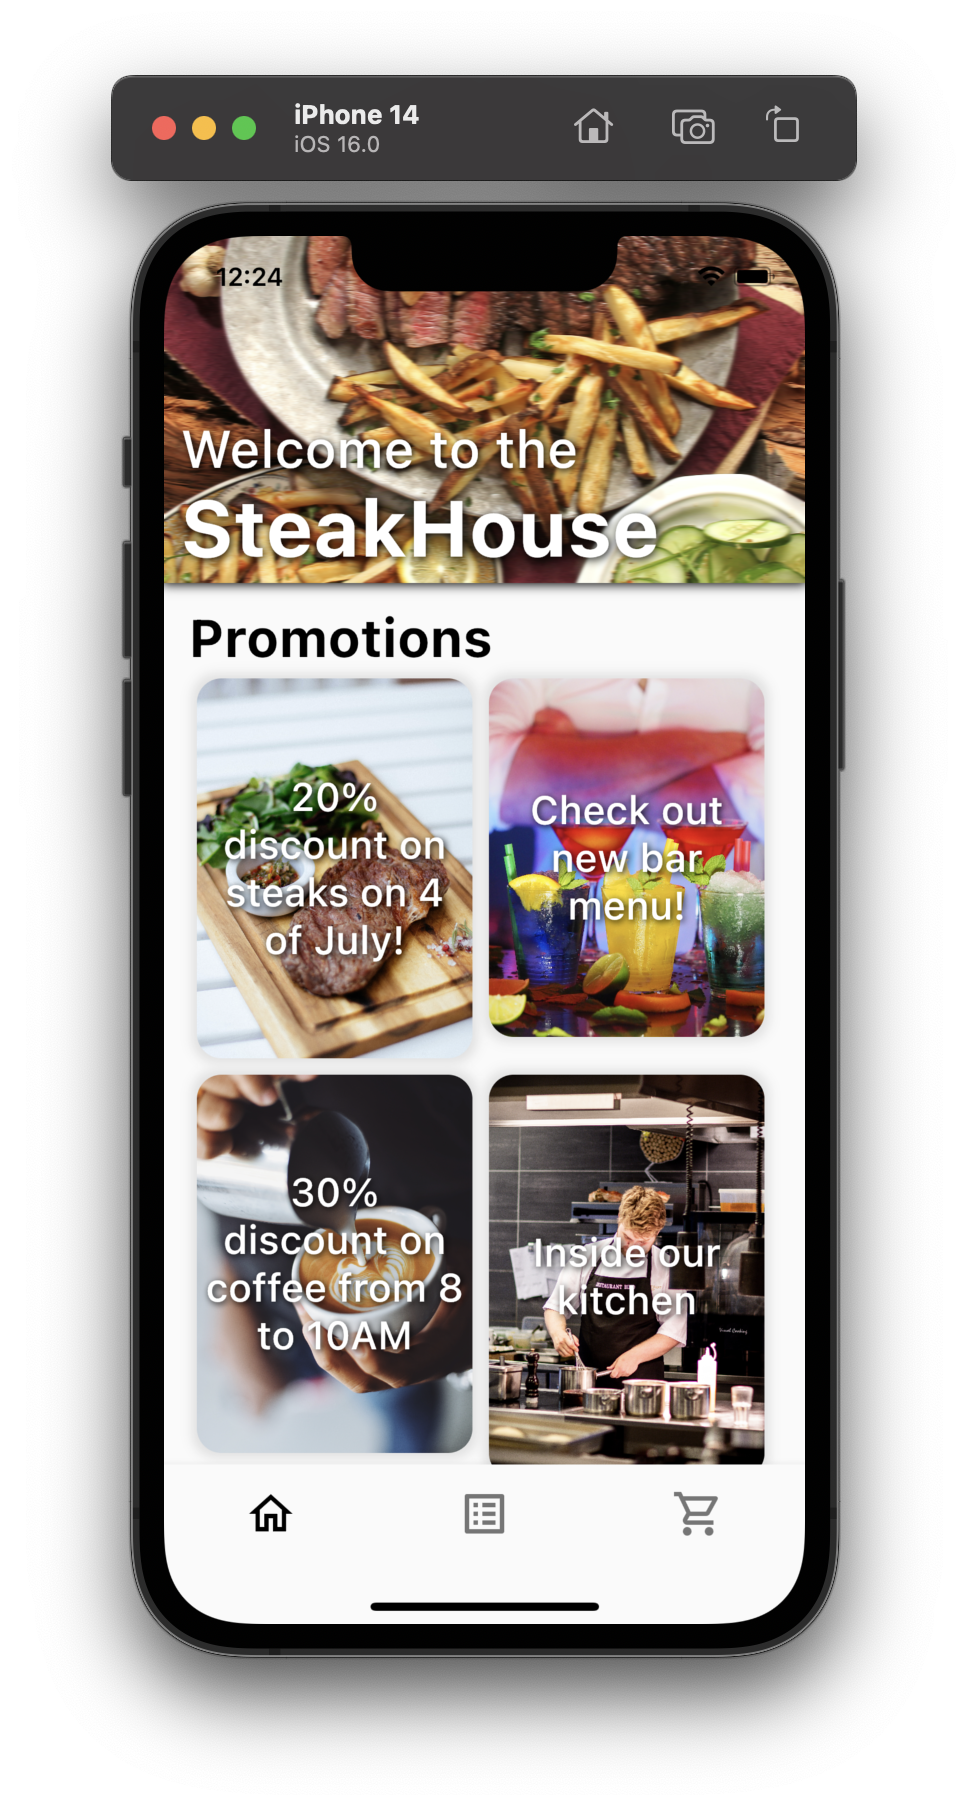 iPhone 14
iOS 16.0
12:24
Welcome to the
SteakHouse
Promotions
20%
discount on
steaks on 4
of July!
Check out
new bar
menu!
30%
discount on
coffee from 8
to 10AM
Inside our
kitchen